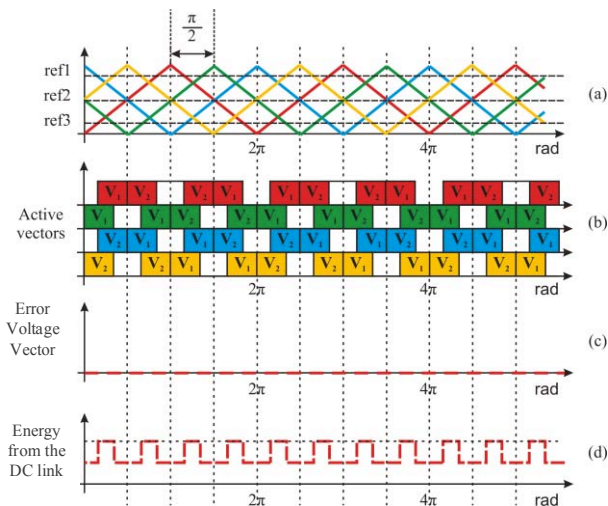 π
2
ref1
ref2
ref3
(a)
2π
4π
rad
Active
vectors
V₁ V₂ V₂ V₁ V₁ V₂ V₂ V₁ V₁ V₂ V₂
V₁ V₁ V₂ V₂ V₁ V₁ V₂ V₂ V₁ V₁ V₂
V₂ V₁ V₁ V₂ V₂ V₁ V₁ V₂ V₂ V₁ V₁
V₂ V₂ V₁ V₁ V₂ V₂ V₁ V₁ V₂ V₂ V₁
(b)
2π
4π
rad
Error
Voltage
Vector
(c)
2π
4π
rad
Energy
from the
DC link
(d)
2π
4π
rad